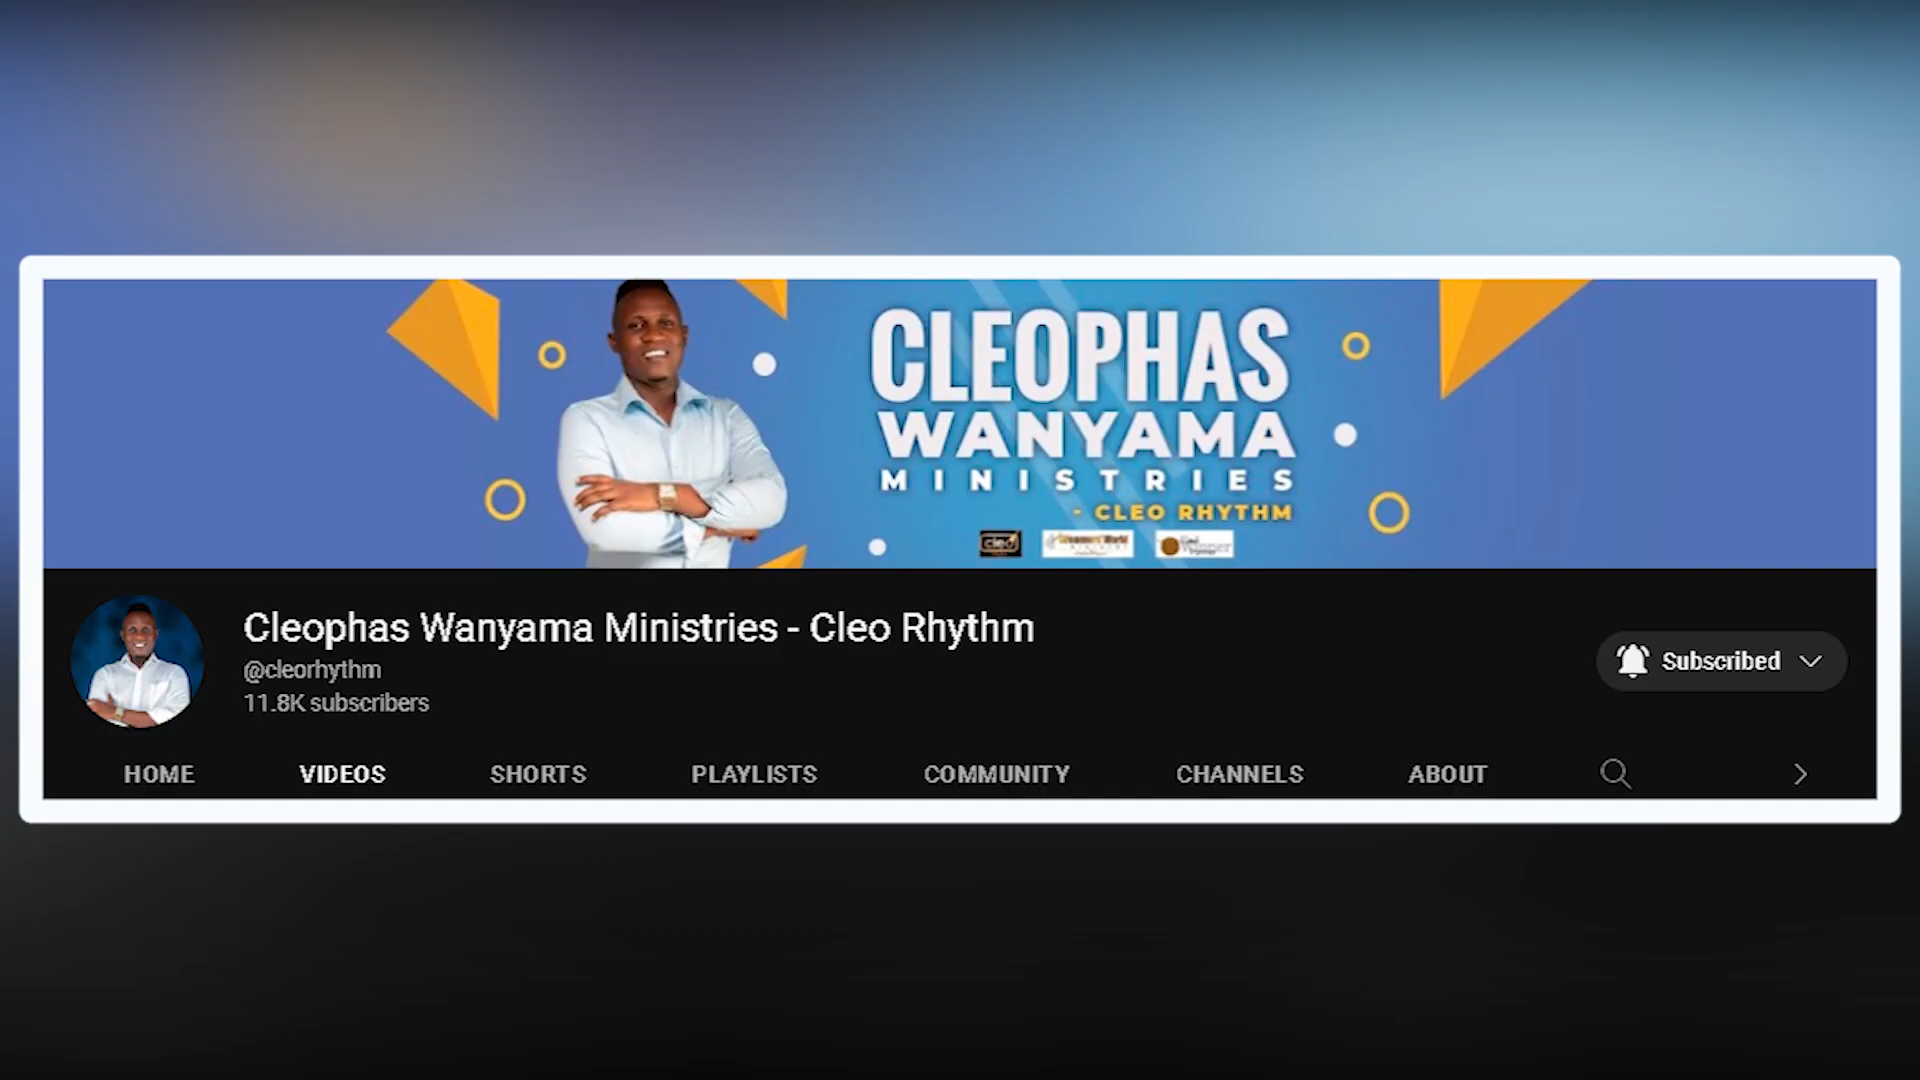 CLEOPHAS
WANYAMA
MINISTRIES
- CLEO RHYTHM
cleo
Cleophas Wanyama Ministries - Cleo Rhythm
@cleorhythm
11.8K subscribers
Subscribed
HOME VIDEOS SHORTS PLAYLISTS COMMUNITY CHANNELS ABOUT